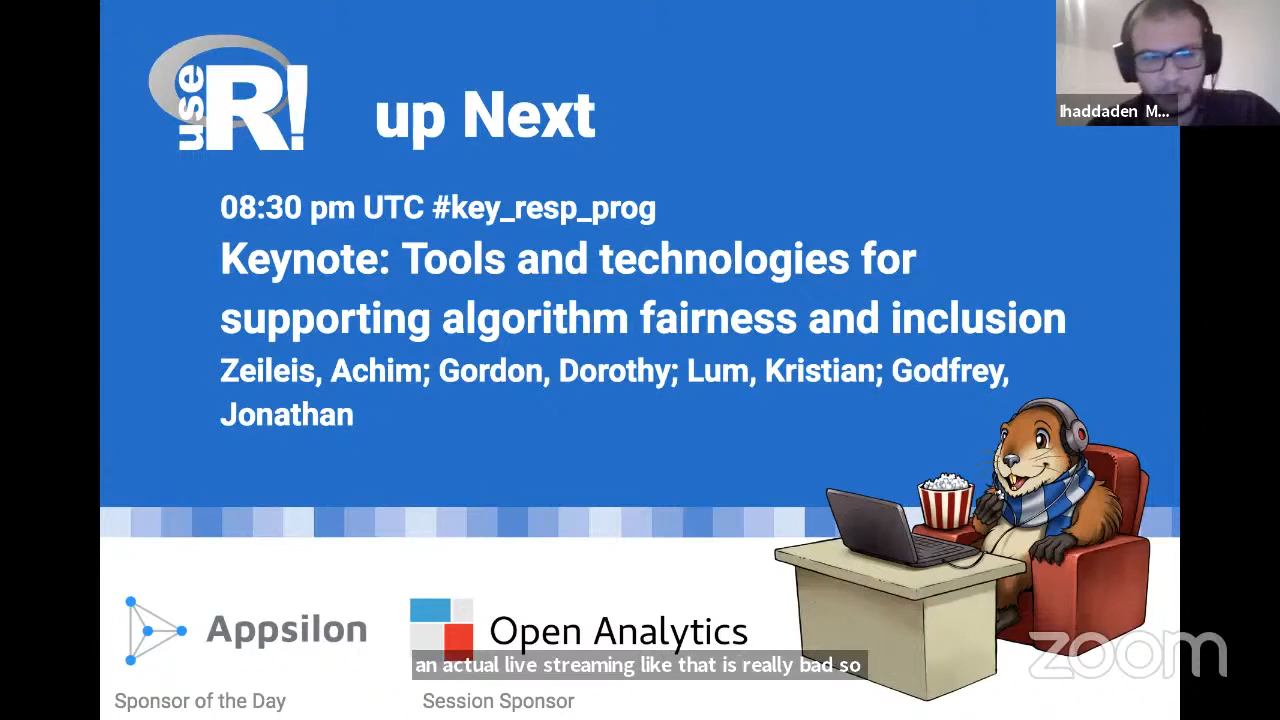 use R!
up Next
Ihaddaden M...
08:30 pm UTC #key_resp_prog
Keynote: Tools and technologies for
supporting algorithm fairness and inclusion
Zeileis, Achim; Gordon, Dorothy; Lum, Kristian; Godfrey,
Jonathan
Appsilon
Open Analytics
an actual live streaming like that is really bad so
zoom
Sponsor of the Day
Session Sponsor